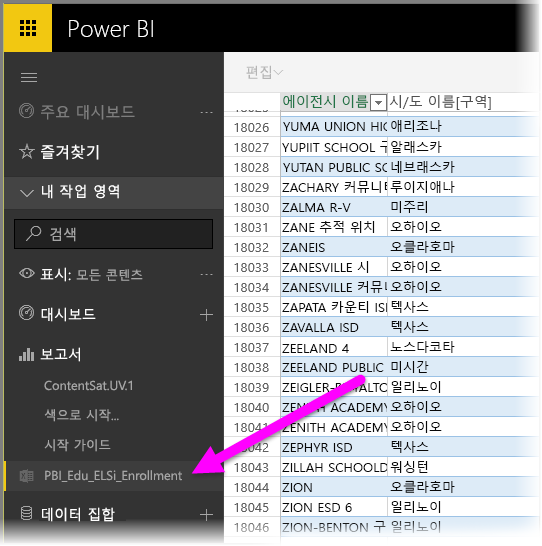 Power BI
주요 대시보드 ...
즐겨찾기
내 작업 영역
검색
표시: 모든 콘텐츠 ...
대시보드 +
보고서
ContentSat.UV.1
색으로 시작...
시작 가이드
PBI_Edu_ELSi_Enrollment
데이터 집합 +
편집
에이전시 이름 시/도 이름[구역]
18026 YUMA UNION HIG 애리조나
18027 YUPIIT SCHOOL 구 알래스카
18028 YUTAN PUBLIC SC 네브래스카
18029 ZACHARY 커뮤니티 루이지애나
18030 ZALMA R-V 미주리
18031 ZANE 추적 위치 오하이오
18032 ZANEIS 오클라호마
18033 ZANESVILLE 시 오하이오
18034 ZANESVILLE 커뮤니 오하이오
18035 ZAPATA 카운티 ISD 텍사스
18036 ZAVALLA ISD 텍사스
18037 ZEELAND 4 노스다코타
18038 ZEELAND PUBLIC 미시간
18039 일리노이
18040 ZENITH ACADEMY 오하이오
18041 ACADEMY 오하이오
18042 ZEPHYR ISD 텍사스
18043 ZILLAH SCHOOLD 워싱턴
18044 ZION 오클라호마
18045 ZION ESD 6 일리노이
18046 ZION-BENTON 구 일리노이